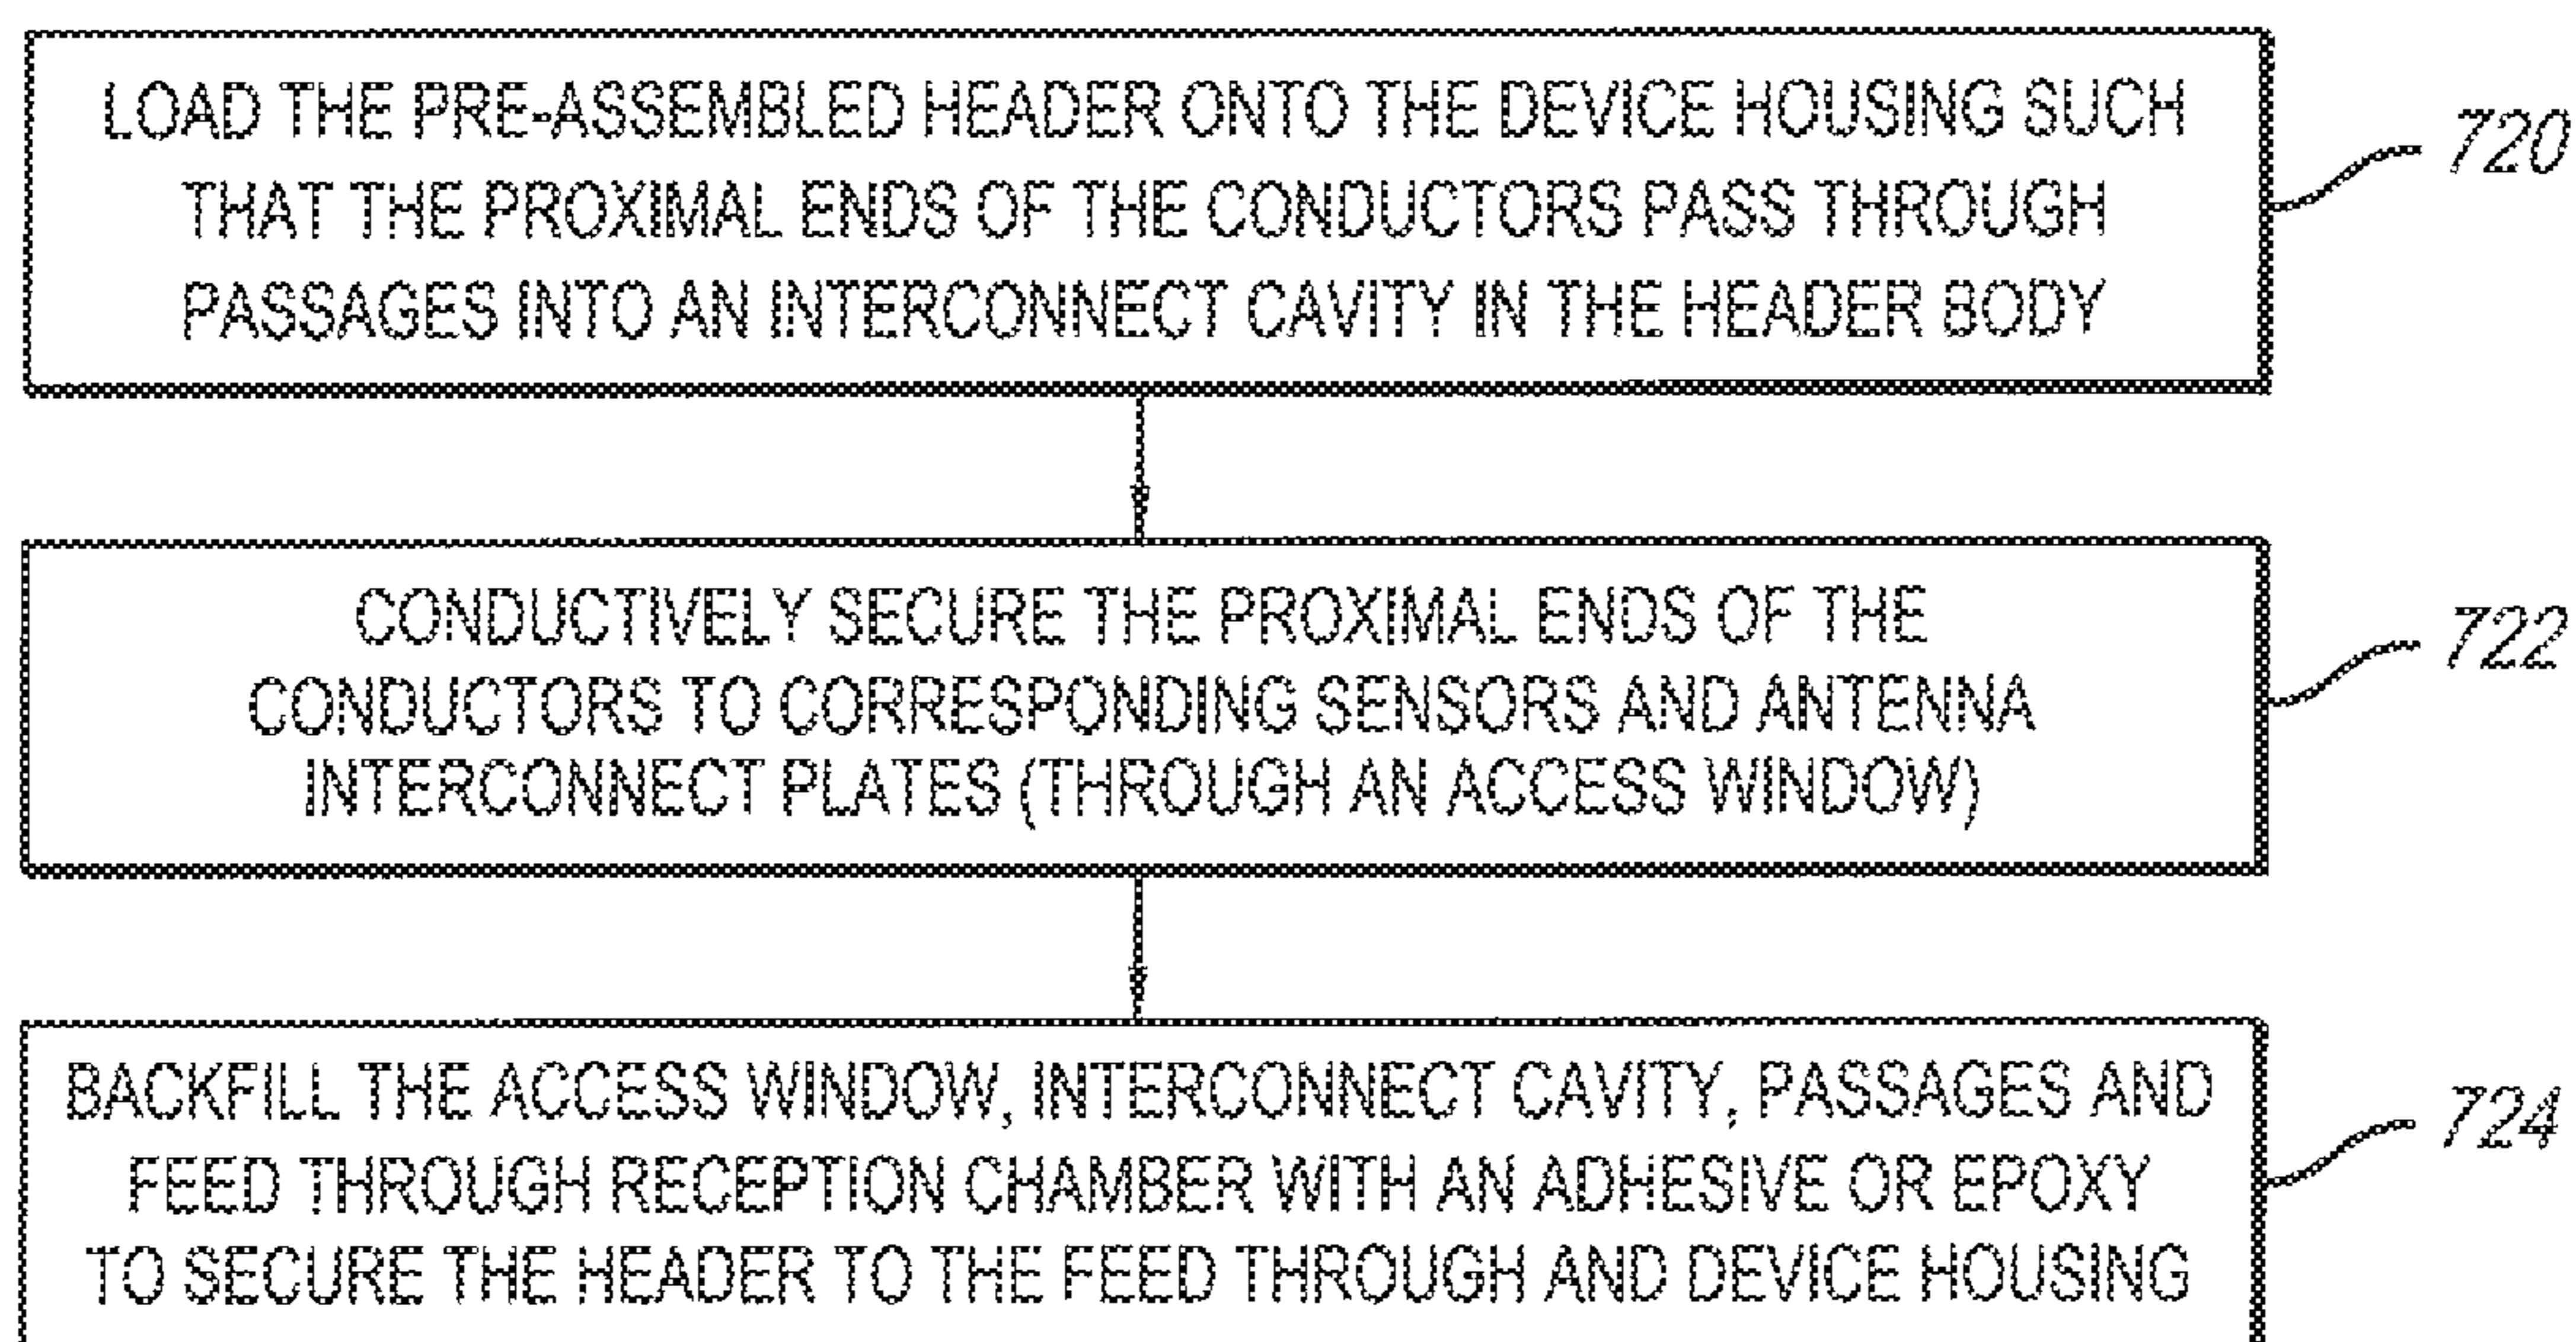 LOAD THE PRE-ASSEMBLED HEADER ONTO THE DEVICE HOUSING SUCH
THAT THE PROXIMAL ENDS OF THE CONDUCTORS PASS THROUGH
PASSAGES INTO AN INTERCONNECT CAVITY IN THE HEADER BODY
720
CONDUCTIVELY SECURE THE PROXIMAL ENDS OF THE
CONDUCTORS TO CORRESPONDING SENSORS AND ANTENNA
INTERCONNECT PLATES (THROUGH AN ACCESS WINDOW)
722
BACKFILL THE ACCESS WINDOW, INTERCONNECT CAVITY, PASSAGES AND
FEED THROUGH RECEPTION CHAMBER WITH AN ADHESIVE OR EPOXY
TO SECURE THE HEADER TO THE FEED THROUGH AND DEVICE HOUSING
724